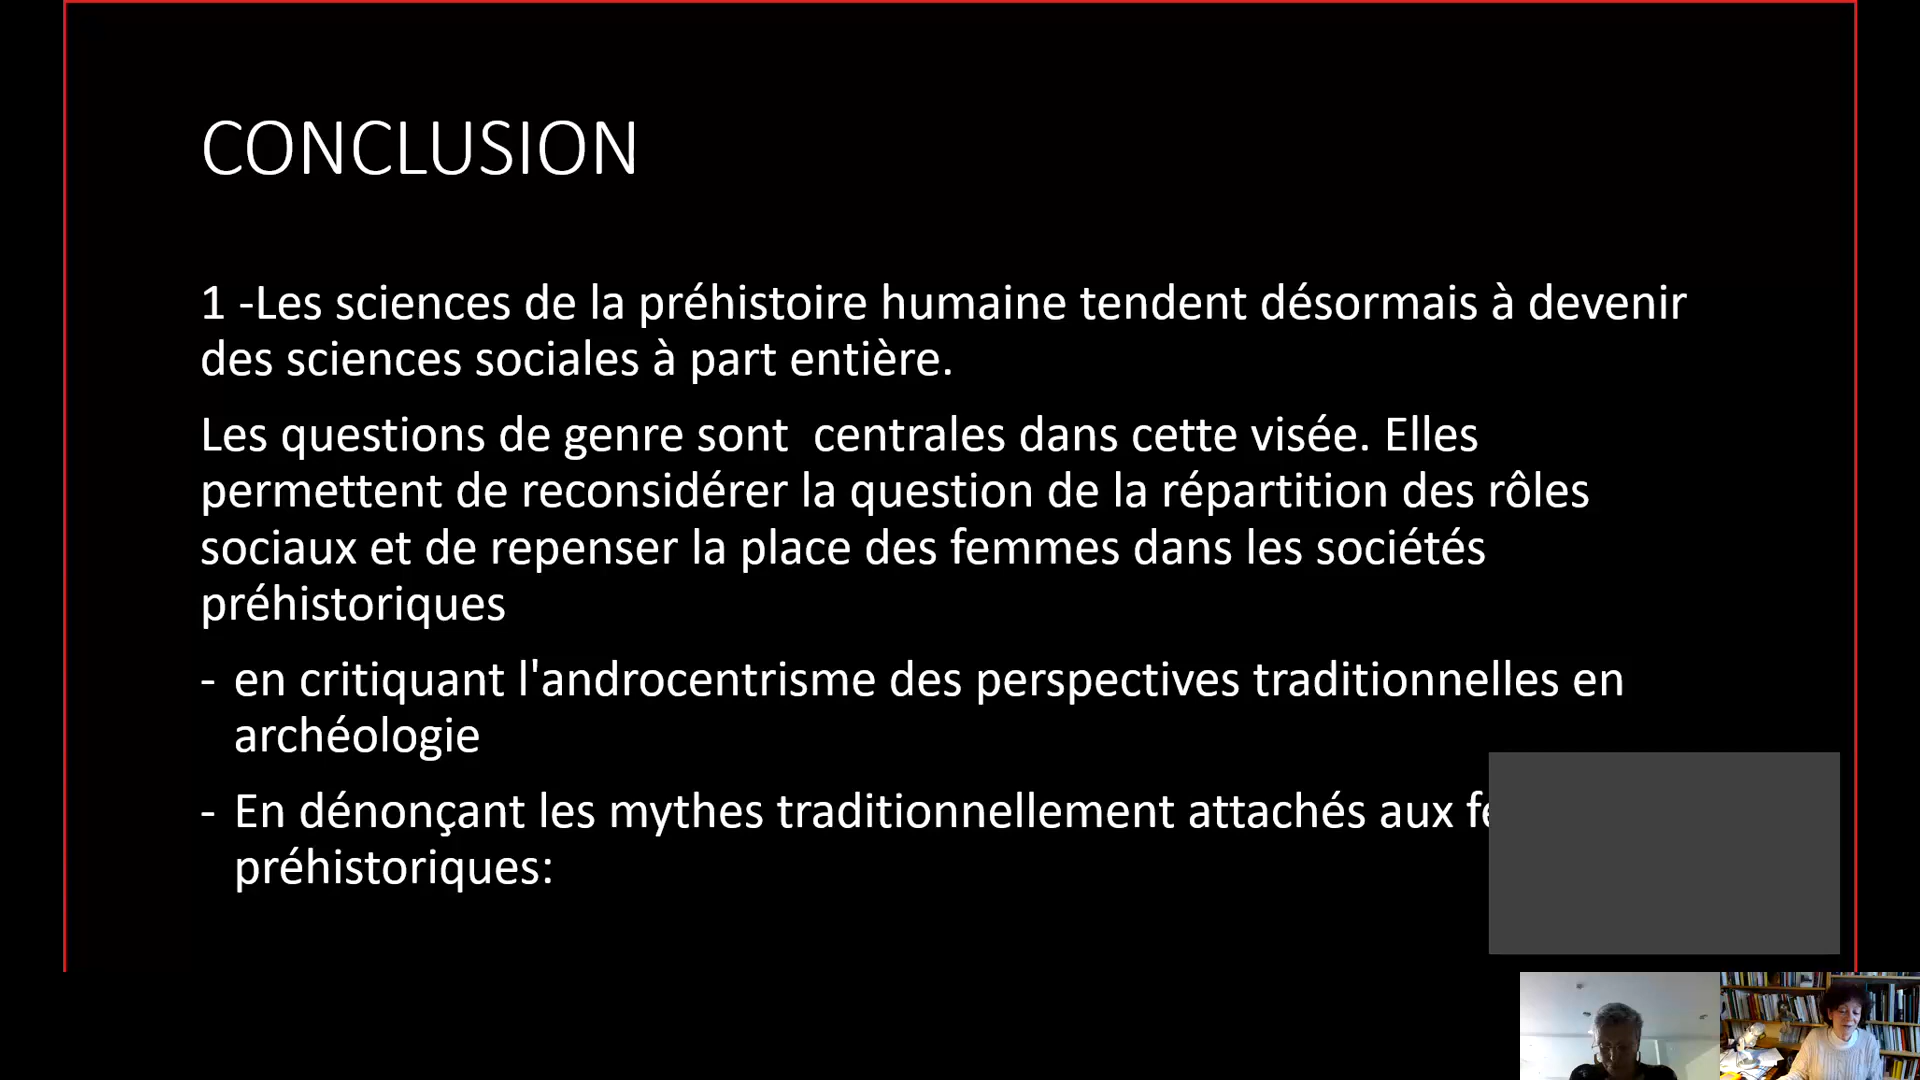 CONCLUSION
1 -Les sciences de la préhistoire humaine tendent désormais à devenir
des sciences sociales à part entière.
Les questions de genre sont  centrales dans cette visée. Elles
permettent de reconsidérer la question de la répartition des rôles
sociaux et de repenser la place des femmes dans les sociétés
préhistoriques
- en critiquant l'androcentrisme des perspectives traditionnelles en
archéologie
- En dénonçant les mythes traditionnellement attachés aux
préhistoriques: